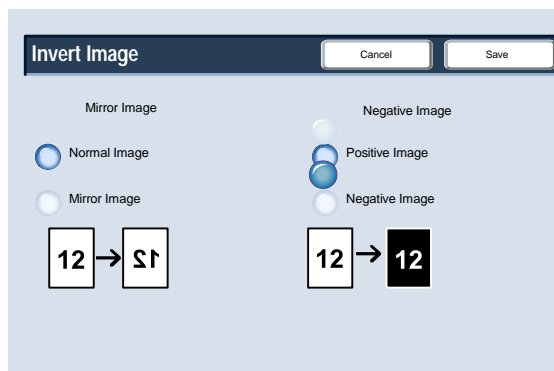 Invert Image
Cancel
Save
Mirror Image
Negative Image
Normal Image
Positive Image
Mirror Image
Negative Image
12
12
12
12